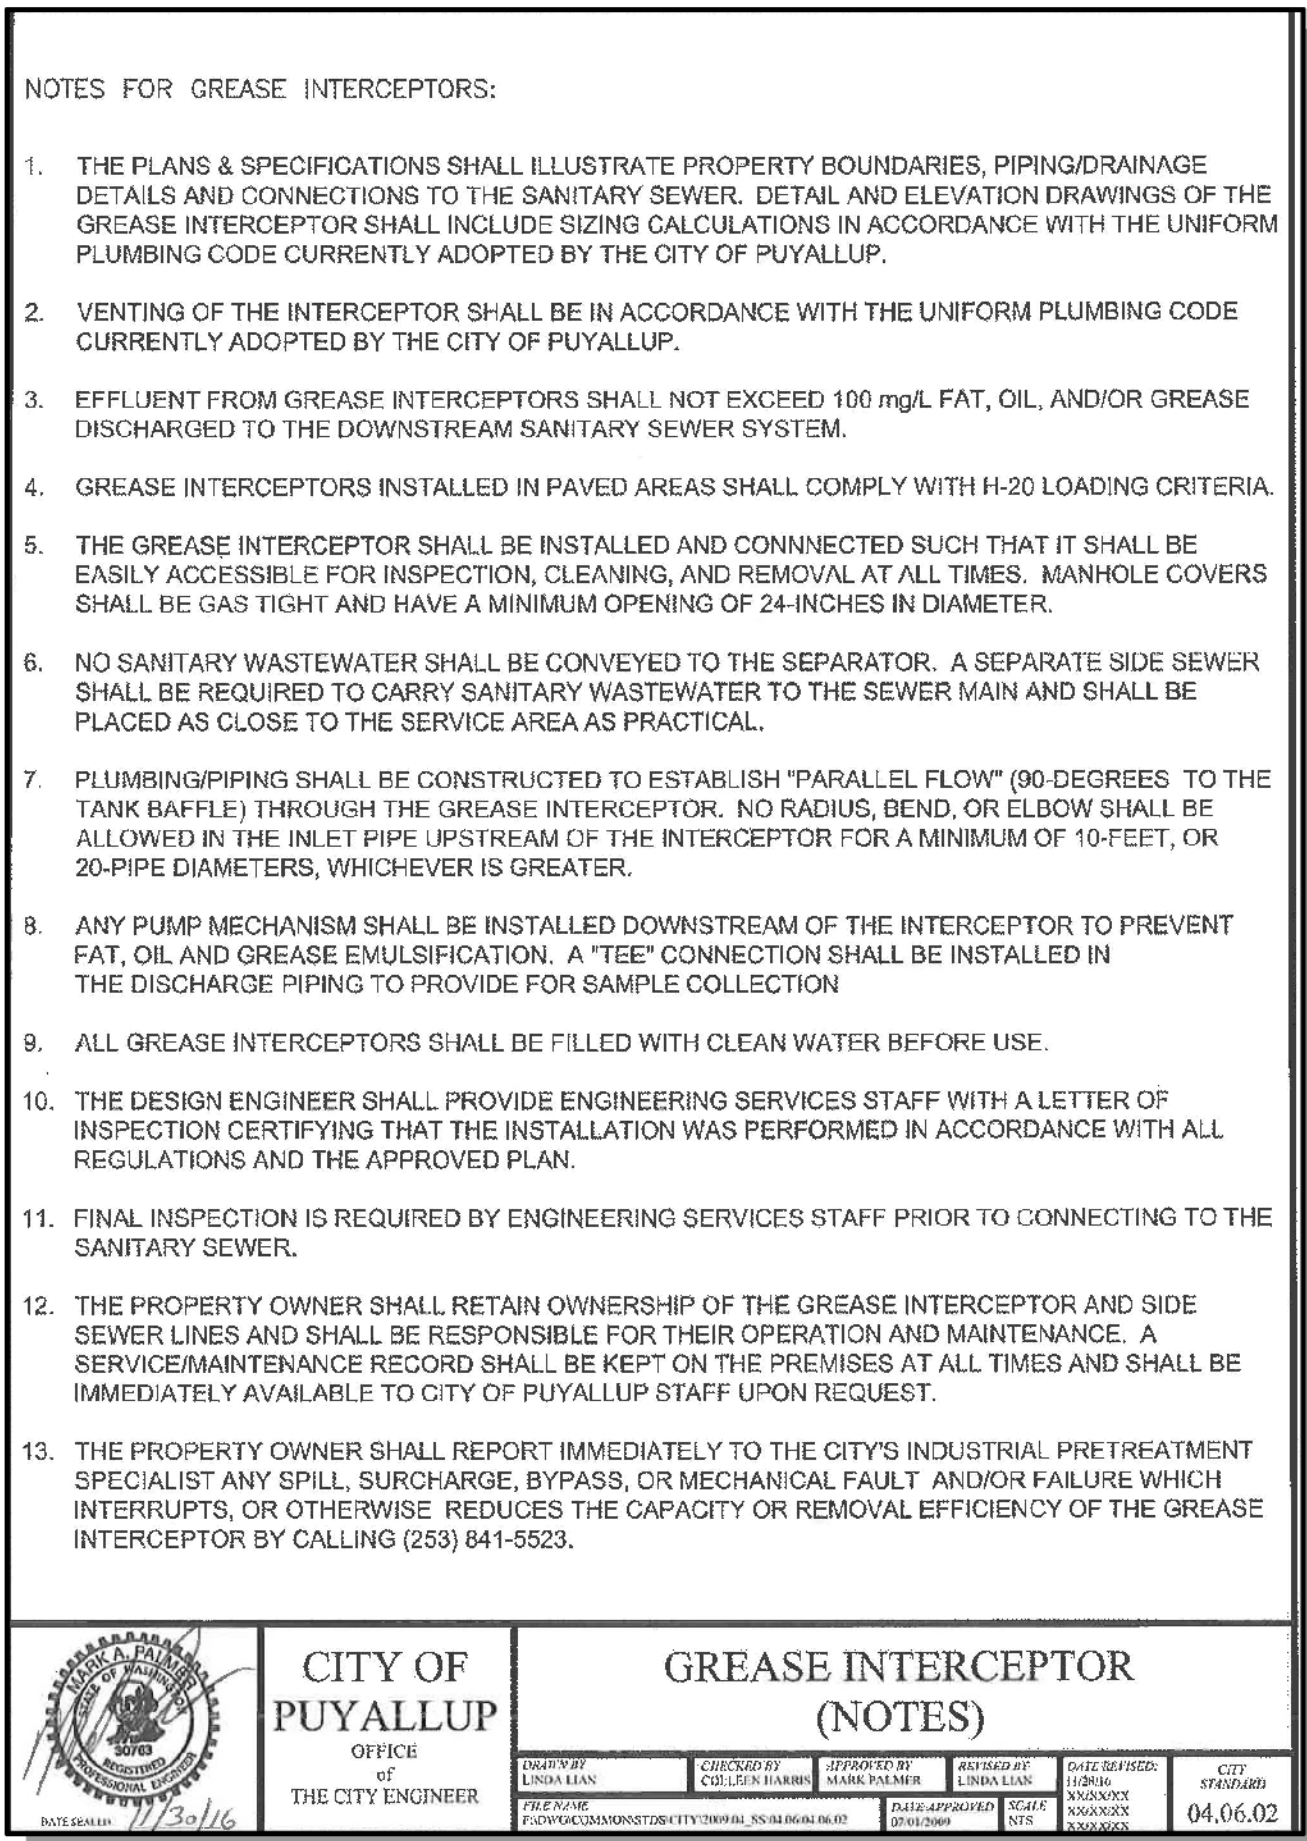 NOTES FOR GREASE INTERCEPTORS:
1. THE PLANS & SPECIFICATIONS SHALL ILLUSTRATE PROPERTY BOUNDARIES, PIPING/DRAINAGE
DETAILS AND CONNECTIONS TO THE SANITARY SEWER. DETAIL AND ELEVATION DRAWINGS OF THE
GREASE INTERCEPTOR SHALL INCLUDE SIZING CALCULATIONS IN ACCORDANCE WITH THE UNIFORM
PLUMBING CODE CURRENTLY ADOPTED BY THE CITY OF PUYALLUP.
2. VENTING OF THE INTERCEPTOR SHALL BE IN ACCORDANCE WITH THE UNIFORM PLUMBING CODE
CURRENTLY ADOPTED BY THE CITY OF PUYALLUP.
3. EFFLUENT FROM GREASE INTERCEPTORS SHALL NOT EXCEED 100 mg/L FAT, OIL, AND/OR GREASE
DISCHARGED TO THE DOWNSTREAM SANITARY SEWER SYSTEM.
4. GREASE INTERCEPTORS INSTALLED IN PAVED AREAS SHALL COMPLY WITH H-20 LOADING CRITERIA.
5. THE GREASE INTERCEPTOR SHALL BE INSTALLED AND CONNNECTED SUCH THAT IT SHALL BE
EASILY ACCESSIBLE FOR INSPECTION, CLEANING, AND REMOVAL AT ALL TIMES. MANHOLE COVERS
SHALL BE GAS TIGHT AND HAVE A MINIMUM OPENING OF 24-INCHES IN DIAMETER.
6. NO SANITARY WASTEWATER SHALL BE CONVEYED TO THE SEPARATOR. A SEPARATE SIDE SEWER
SHALL BE REQUIRED TO CARRY SANITARY WASTEWATER TO THE SEWER MAIN AND SHALL BE
PLACED AS CLOSE TO THE SERVICE AREA AS PRACTICAL.
7. PLUMBING/PIPING SHALL BE CONSTRUCTED TO ESTABLISH "PARALLEL FLOW" (90-DEGREES TO THE
TANK BAFFLE) THROUGH THE GREASE INTERCEPTOR. NO RADIUS, BEND, OR ELBOW SHALL BE
ALLOWED IN THE INLET PIPE UPSTREAM OF THE INTERCEPTOR FOR A MINIMUM OF 10-FEET, OR
20-PIPE DIAMETERS, WHICHEVER IS GREATER.
8. ANY PUMP MECHANISM SHALL BE INSTALLED DOWNSTREAM OF THE INTERCEPTOR TO PREVENT
FAT, OIL AND GREASE EMULSIFICATION. A "TEE" CONNECTION SHALL BE INSTALLED IN
THE DISCHARGE PIPING TO PROVIDE FOR SAMPLE COLLECTION
9. ALL GREASE INTERCEPTORS SHALL BE FILLED WITH CLEAN WATER BEFORE USE.
10. THE DESIGN ENGINEER SHALL PROVIDE ENGINEERING SERVICES STAFF WITH A LETTER OF
INSPECTION CERTIFYING THAT THE INSTALLATION WAS PERFORMED IN ACCORDANCE WITH ALL
REGULATIONS AND THE APPROVED PLAN.
11. FINAL INSPECTION IS REQUIRED BY ENGINEERING SERVICES STAFF PRIOR TO CONNECTING TO THE
SANITARY SEWER.
12. THE PROPERTY OWNER SHALL RETAIN OWNERSHIP OF THE GREASE INTERCEPTOR AND SIDE
SEWER LINES AND SHALL BE RESPONSIBLE FOR THEIR OPERATION AND MAINTENANCE. A
SERVICE/MAINTENANCE RECORD SHALL BE KEPT ON THE PREMISES AT ALL TIMES AND SHALL BE
IMMEDIATELY AVAILABLE TO CITY OF PUYALLUP STAFF UPON REQUEST.
13. THE PROPERTY OWNER SHALL REPORT IMMEDIATELY TO THE CITY'S INDUSTRIAL PRETREATMENT
SPECIALIST ANY SPILL, SURCHARGE, BYPASS, OR MECHANICAL FAULT AND/OR FAILURE WHICH
INTERRUPTS, OR OTHERWISE REDUCES THE CAPACITY OR REMOVAL EFFICIENCY OF THE GREASE
INTERCEPTOR BY CALLING (253) 841-5523.
MARK A. PALMER
STATE OF WASHINGTON
30763
REGISTERED
PROFESSIONAL ENGINEER
DATE SEALED: 11/30/16
CITY OF
PUYALLUP
OFFICE
of
THE CITY ENGINEER
GREASE INTERCEPTOR
(NOTES)
DRAWN BY
LINDA LIAN
CHECKED BY
COLLEEN HARRIS
APPROVED BY
MARK PALMER
REVISED BY
LINDA LIAN
DATE REVISED:
XX/XX/XX
XX/XX/XX
XX/XX/XX
FILE NAME
DATE APPROVED
07/01/2009
SCALE
NTS
CITY
STANDARD
04.06.02